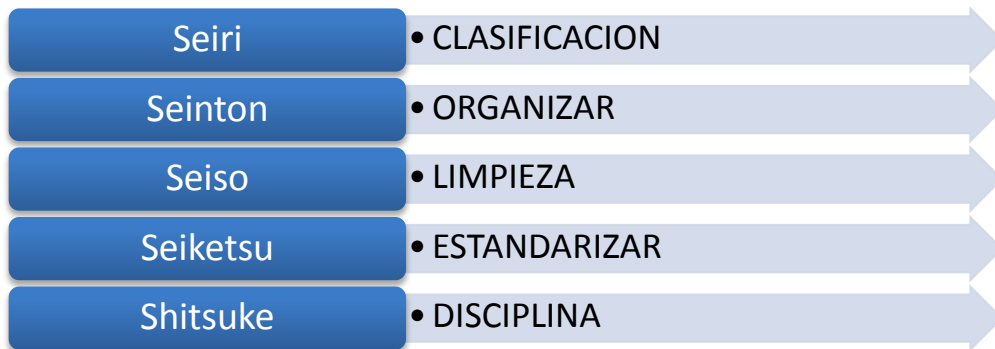 Seiri
• CLASIFICACION
Seinton
• ORGANIZAR
Seiso
• LIMPIEZA
Seiketsu
• ESTANDARIZAR
Shitsuke
• DISCIPLINA